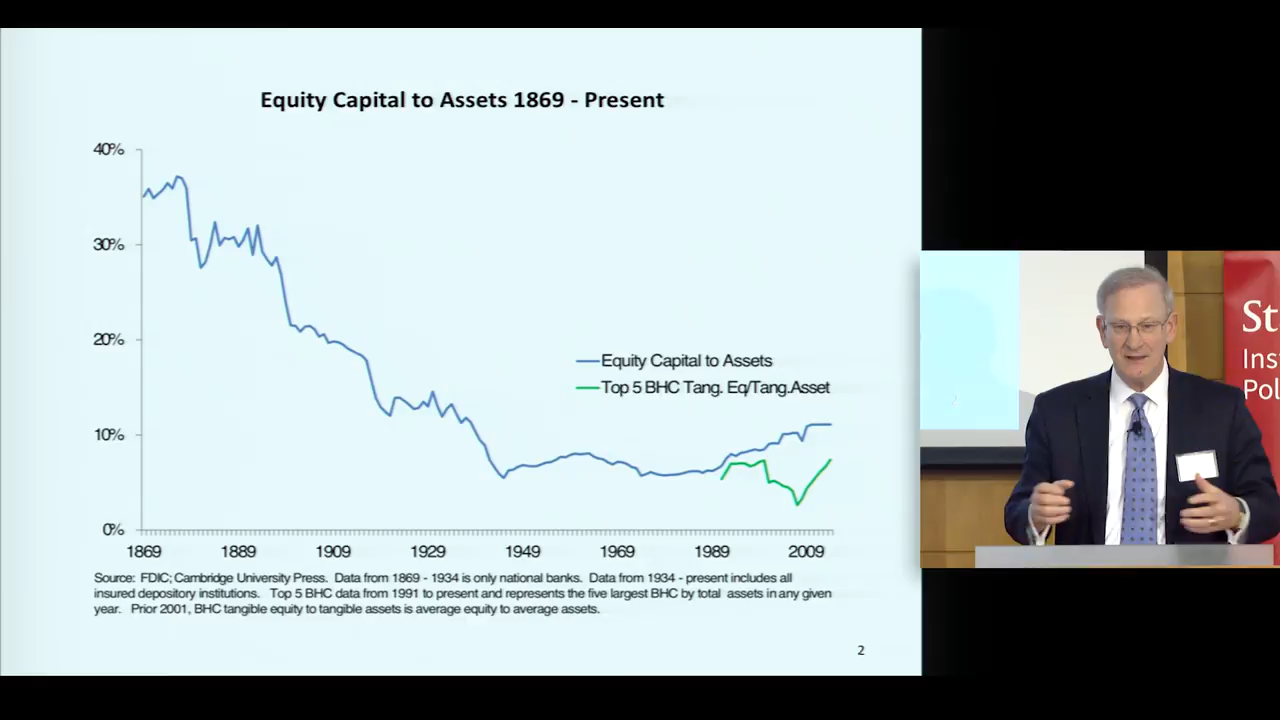 Equity Capital to Assets 1869 - Present
40%
30%
20%
10%
0%
Equity Capital to Assets
Top 5 BHC Tang. Eq/Tang.Asset
1869 1889 1909 1929 1949 1969 1989 2009
Source: FDIC; Cambridge University Press. Data from 1869 - 1934 is only national banks. Data from 1934 - present includes all
insured depository institutions. Top 5 BHC data from 1991 to present and represents the five largest BHC by total assets in any given
year. Prior 2001, BHC tangible equity to tangible assets is average equity to average assets.
2
St
Ins
Pol